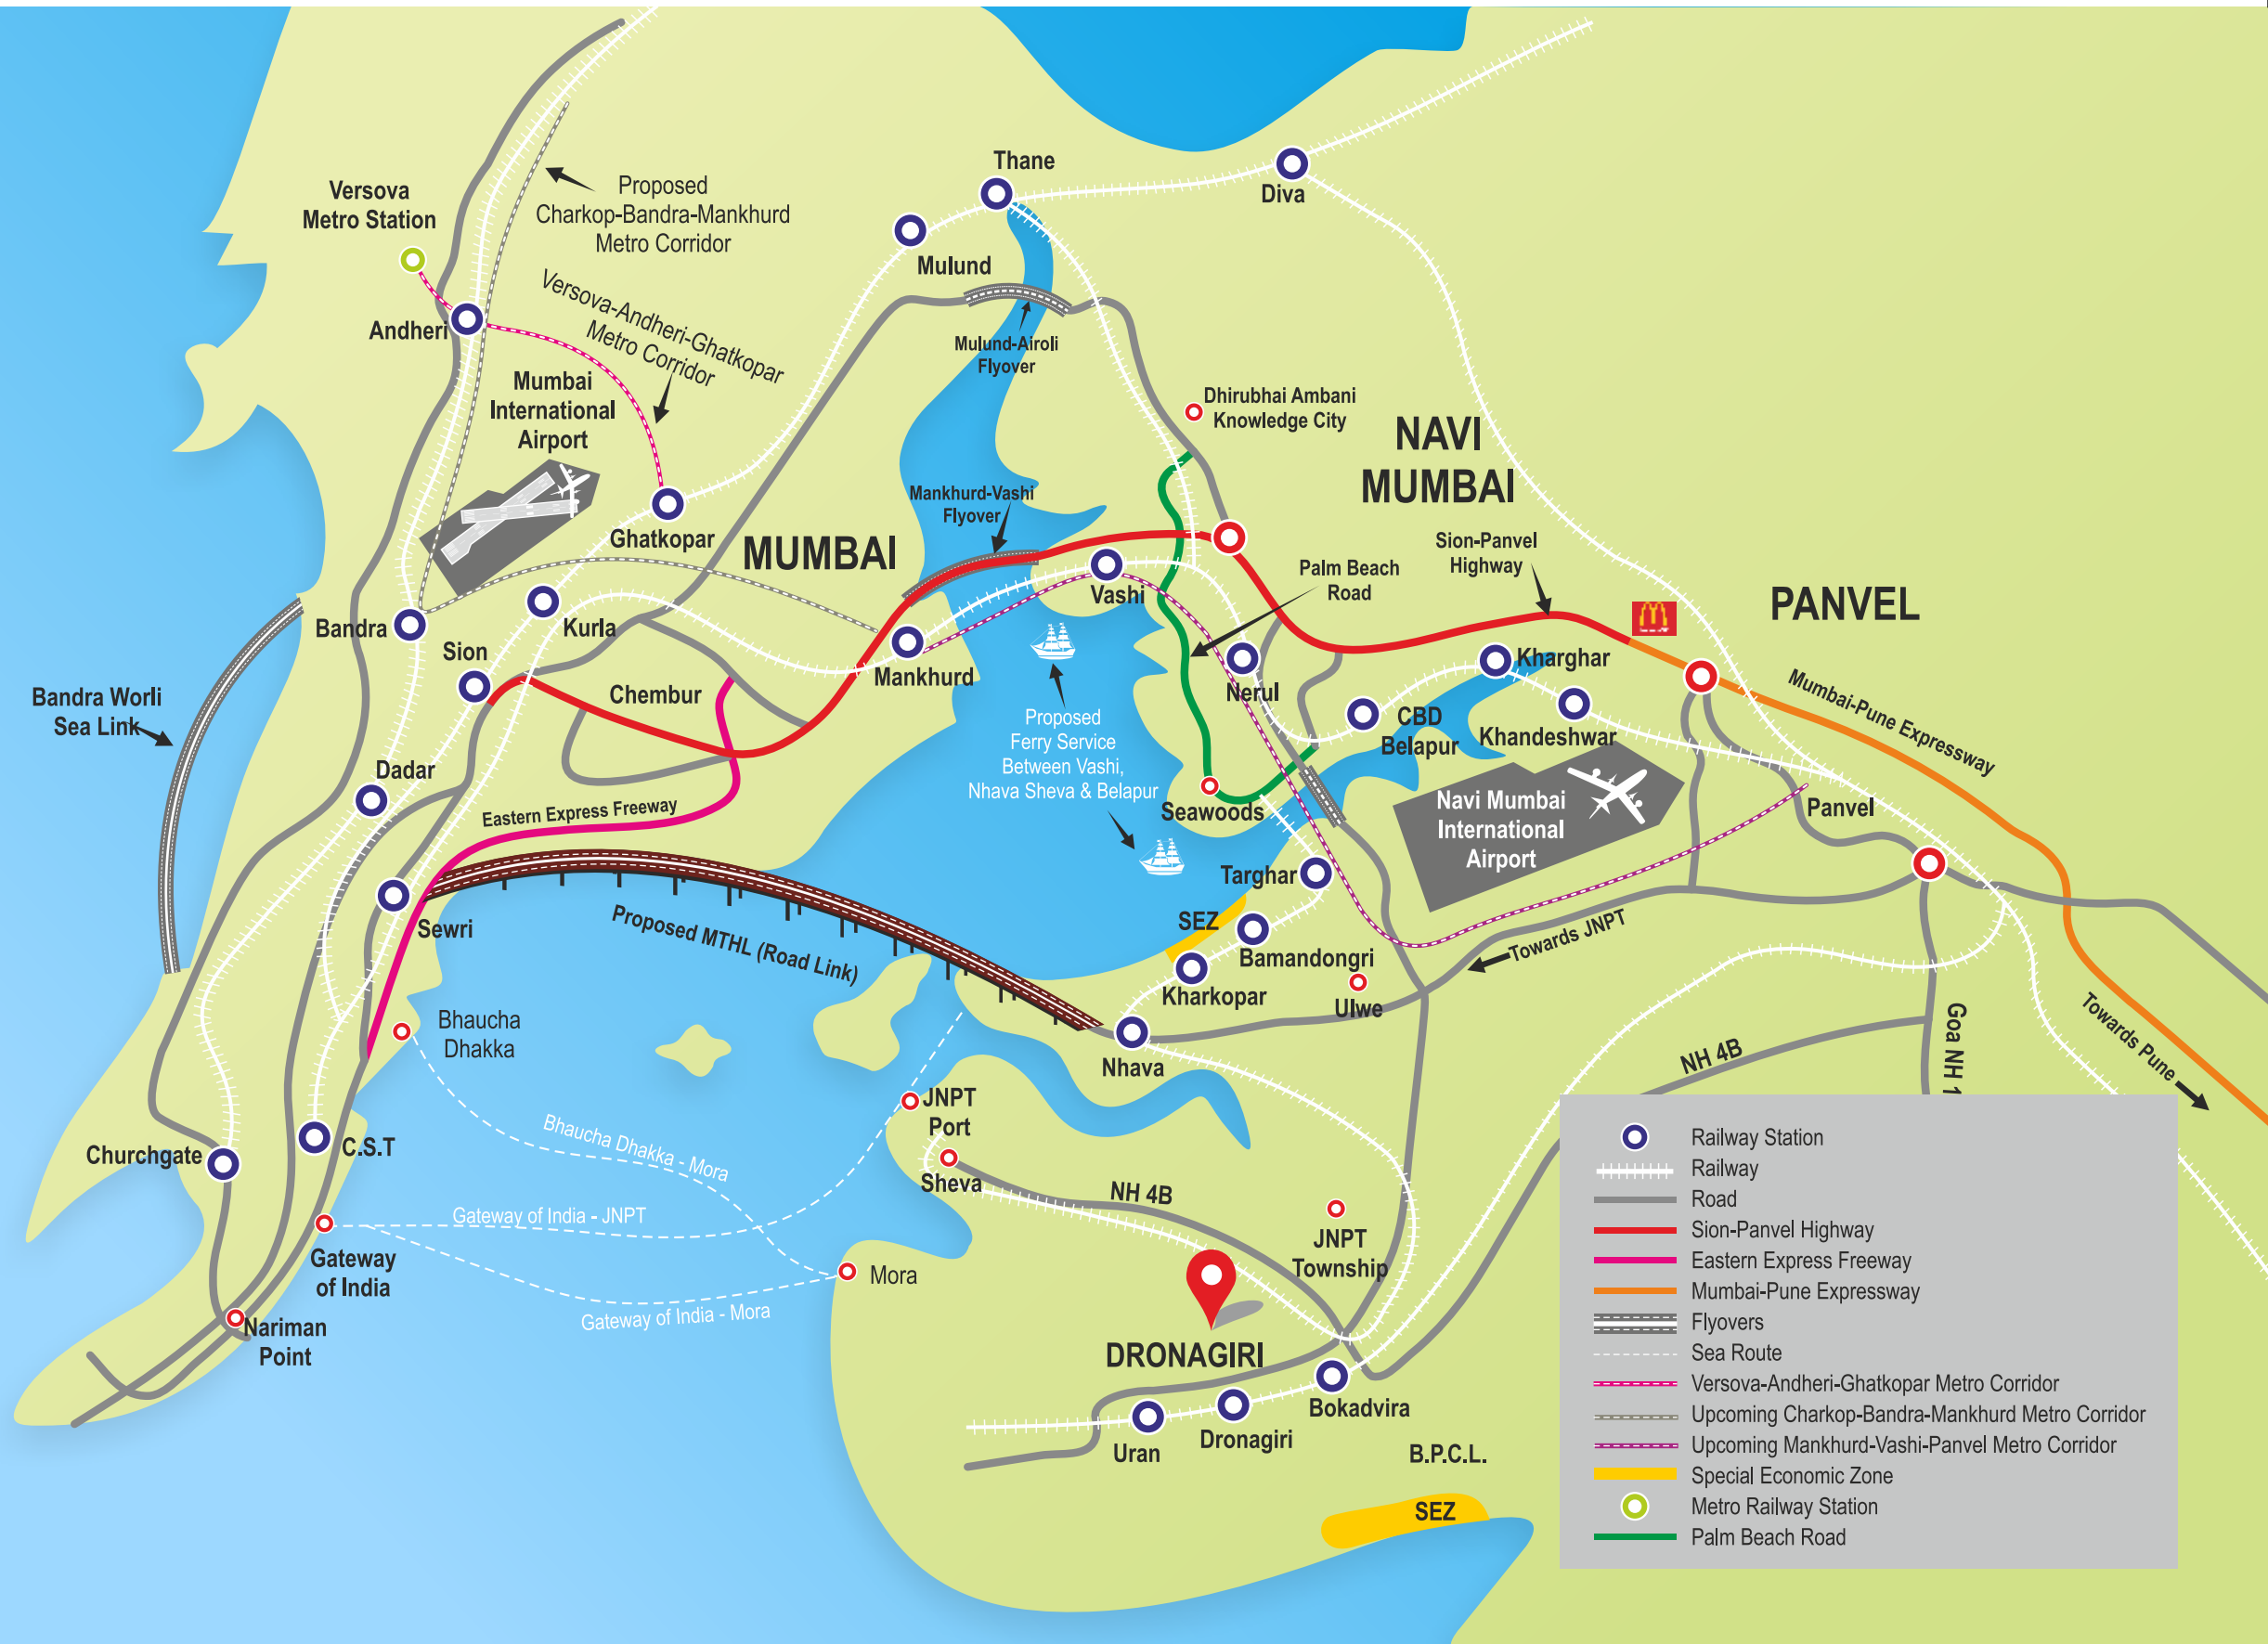 Thane
Diva
Versova
Metro Station
Proposed
Charkop-Bandra-Mankhurd
Metro Corridor
Mulund
Versova-Andheri-Ghatkopar
Metro Corridor
Andheri
Mulund-Airoli
Flyover
Mumbai
International
Airport
Dhirubhai Ambani
Knowledge City
NAVI
MUMBAI
Mankhurd-Vashi
Flyover
Ghatkopar
MUMBAI
Sion-Panvel
Highway
Palm Beach
Road
PANVEL
Vashi
Bandra
Kurla
Sion
Mankhurd
Chembur
Nerul
Kharghar
Bandra Worli
Sea Link
Proposed
Ferry Service
Between Vashi,
Nhava Sheva & Belapur
CBD
Belapur
Khandeshwar
Mumbai-Pune Expressway
Dadar
Eastern Express Freeway
Seawoods
Navi Mumbai
International
Airport
Panvel
Targhar
Sewri
Proposed MTHL (Road Link)
SEZ
Bamandongri
Towards JNPT
Kharkopar
Ulwe
Bhaucha
Dhakka
Nhava
NH 4B
Goa NH 1
Towards Pune
JNPT
Port
Bhaucha Dhakka - Mora
C.S.T
Churchgate
Sheva
NH 4B
Gateway of India - JNPT
Gateway
of India
JNPT
Township
Mora
Gateway of India - Mora
Nariman
Point
DRONAGIRI
Bokadvira
Dronagiri
Uran
B.P.C.L.
SEZ
Railway Station
Railway
Road
Sion-Panvel Highway
Eastern Express Freeway
Mumbai-Pune Expressway
Flyovers
Sea Route
Versova-Andheri-Ghatkopar Metro Corridor
Upcoming Charkop-Bandra-Mankhurd Metro Corridor
Upcoming Mankhurd-Vashi-Panvel Metro Corridor
Special Economic Zone
Metro Railway Station
Palm Beach Road